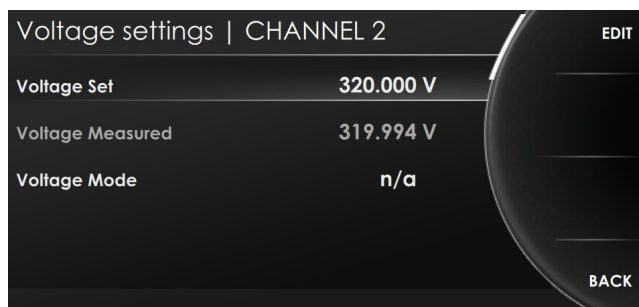 Voltage settings | CHANNEL 2
EDIT
Voltage Set 320.000 V
Voltage Measured 319.994 V
Voltage Mode n/a
BACK